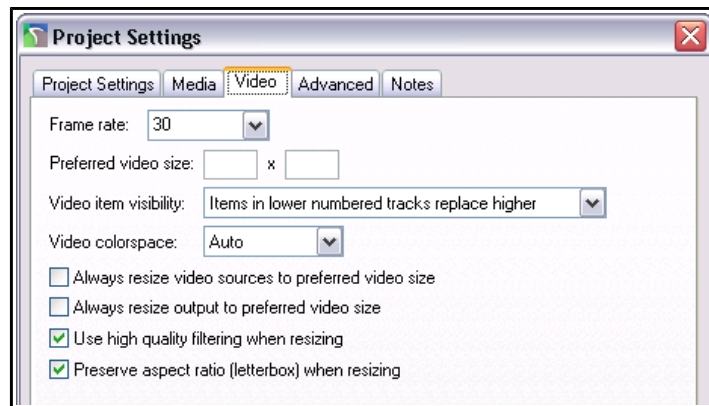 Project Settings
Project Settings Media Video Advanced Notes
Frame rate: 30
Preferred video size: x
Video item visibility: Items in lower numbered tracks replace higher
Video colorspace: Auto
Always resize video sources to preferred video size
Always resize output to preferred video size
Use high quality filtering when resizing
Preserve aspect ratio (letterbox) when resizing